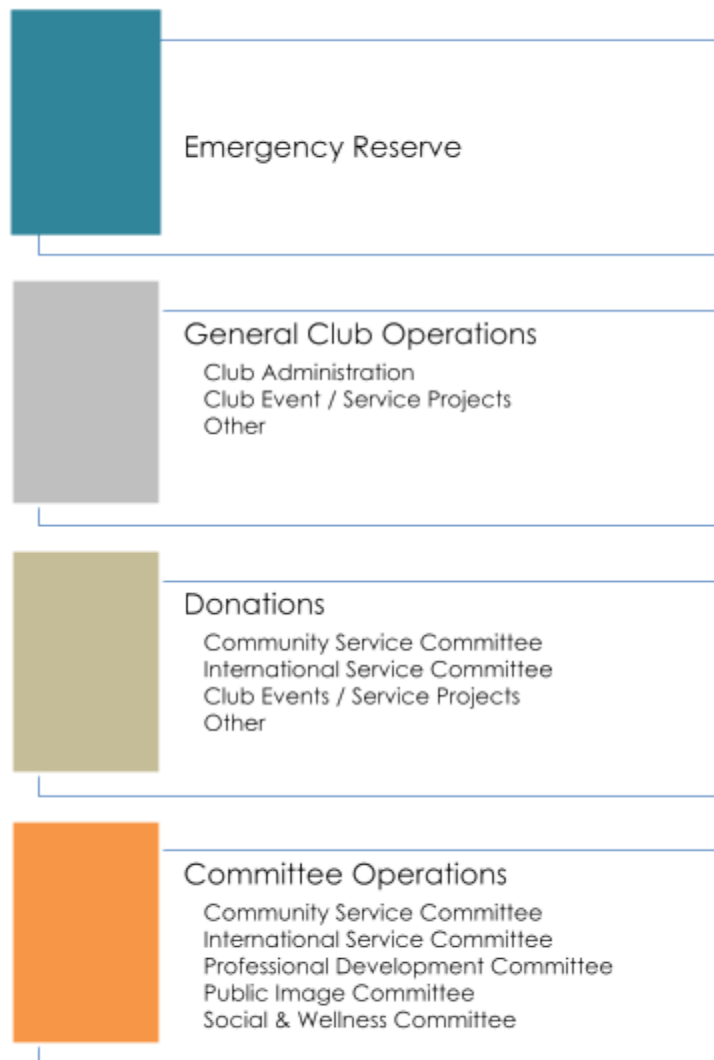 Emergency Reserve
General Club Operations
Club Administration
Club Event / Service Projects
Other
Donations
Community Service Committee
International Service Committee
Club Events / Service Projects
Other
Committee Operations
Community Service Committee
International Service Committee
Professional Development Committee
Public Image Committee
Social & Wellness Committee